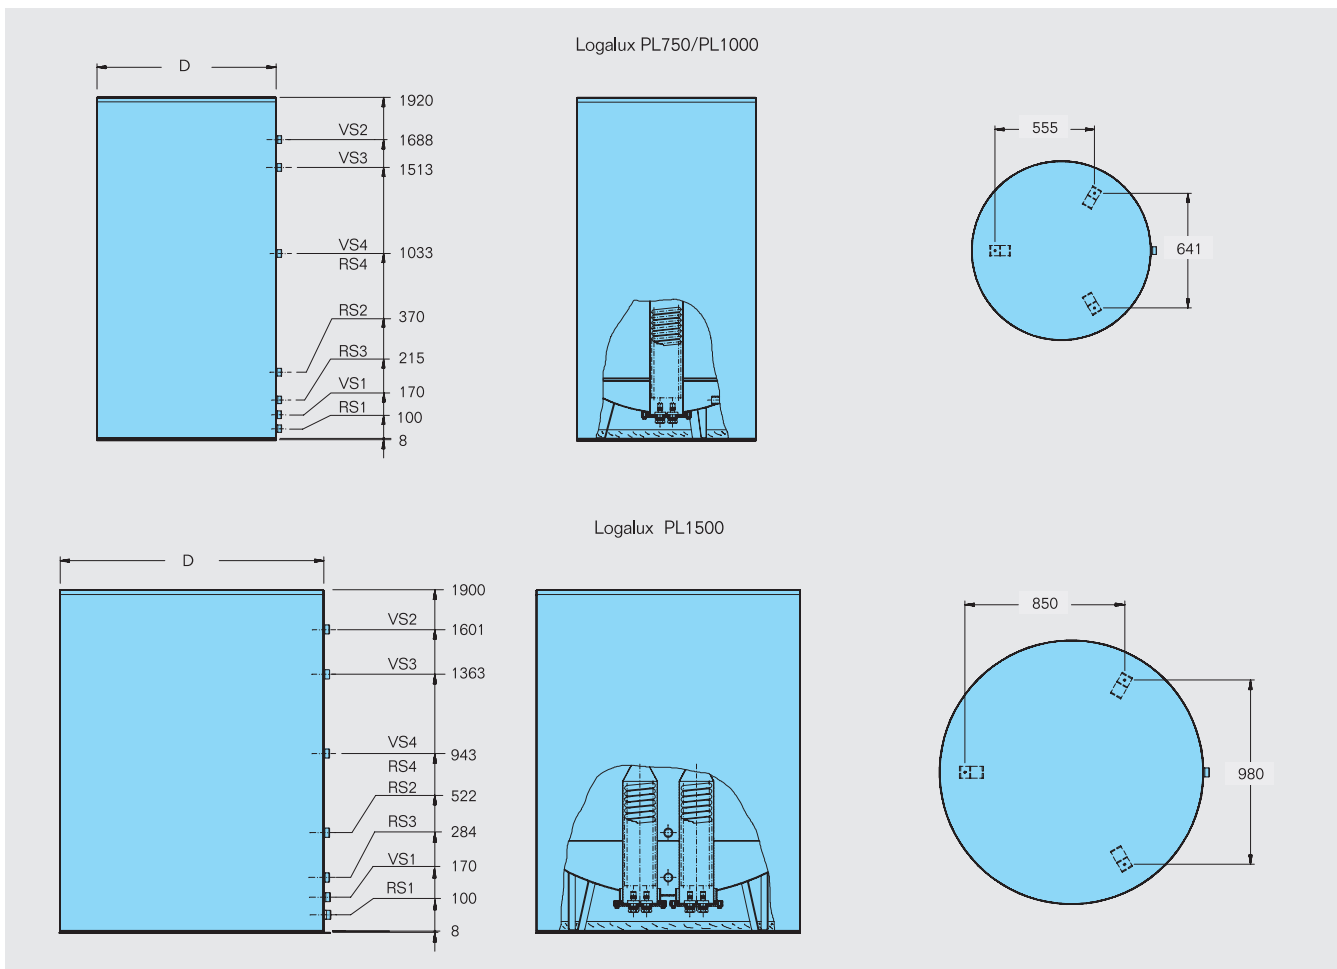 Logalux PL750/PL1000
D
1920
VS2
1688
VS3
1513
VS4
1033
RS4
RS2
370
RS3
215
VS1
170
RS1
100
8
555
641
Logalux PL1500
D
1900
VS2
1601
VS3
1363
VS4
943
RS4
RS2
522
RS3
284
VS1
170
RS1
100
8
850
980